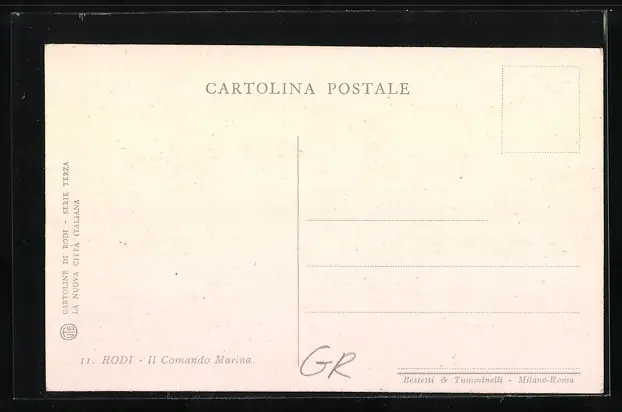 CARTOLINA POSTALE
CARTOLINE DI RODI - SERIE TERZA
LA NUOVA CITTÀ ITALIANA
11. RODI - Il Comando Marina.
GR
Bestetti & Tumminelli - Milano-Roma